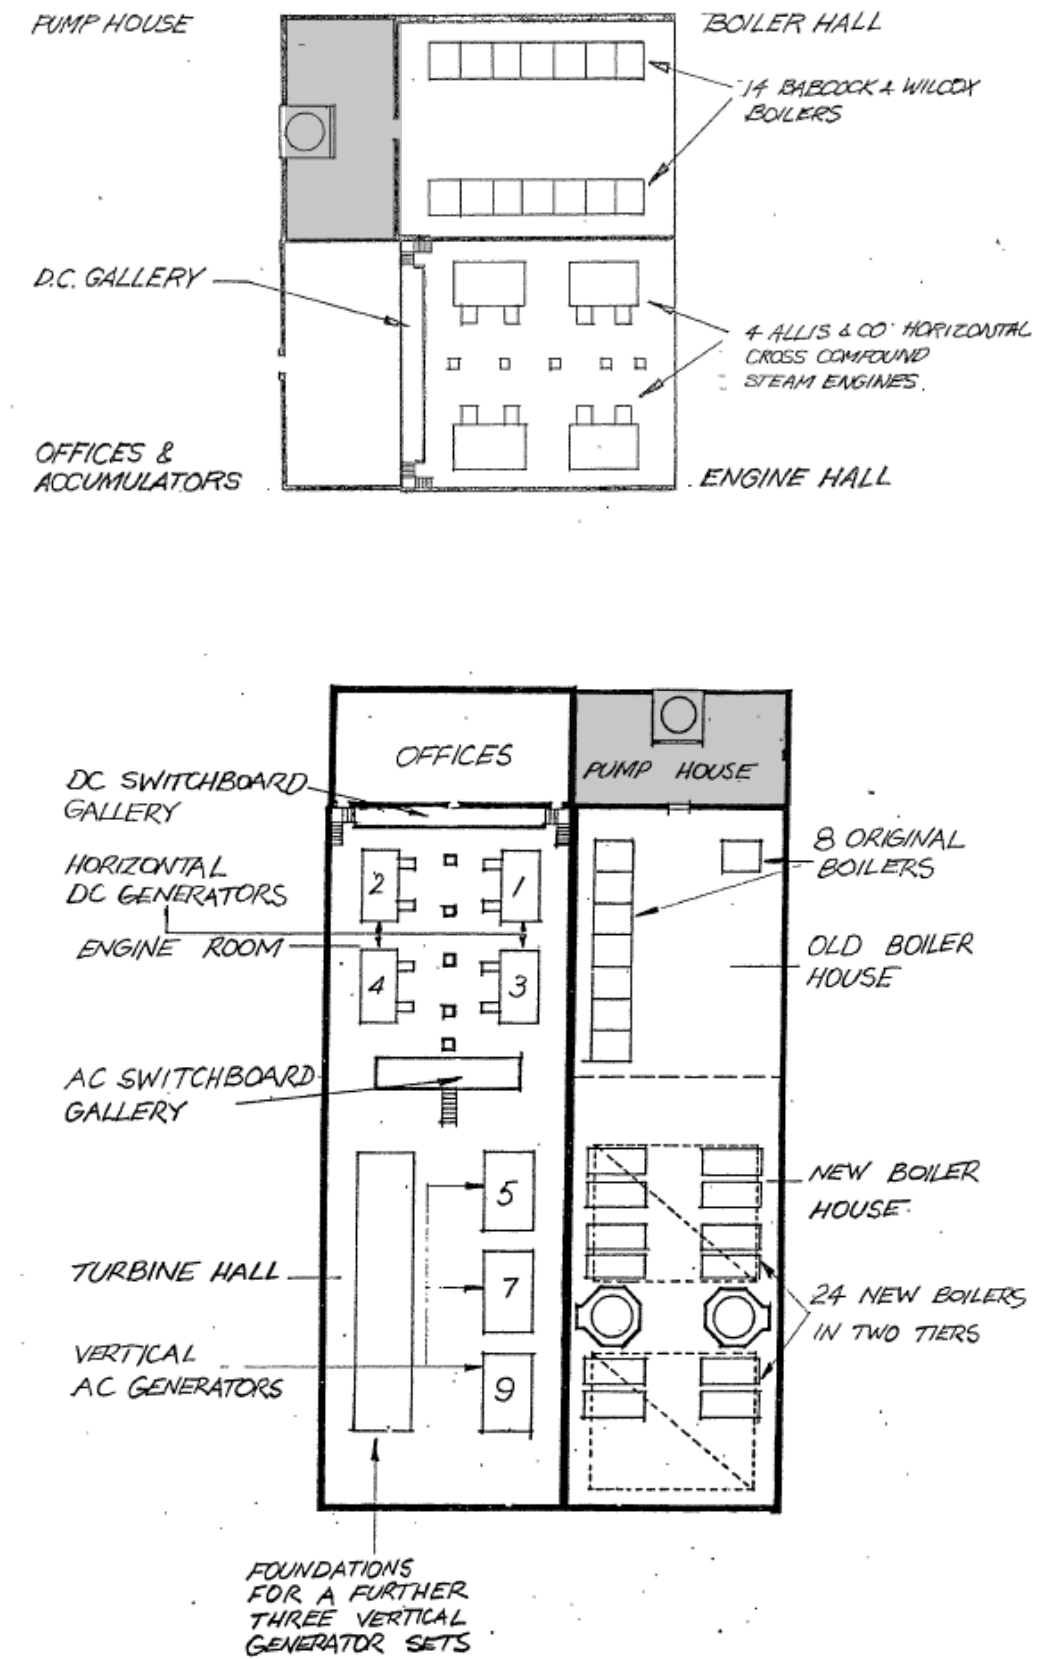 PUMP HOUSE
BOILER HALL
14 BABCOCK & WILCOX
BOILERS
D.C. GALLERY
4 ALLIS & CO HORIZONTAL
CROSS COMPOUND
STEAM ENGINES.
OFFICES &
ACCUMULATORS
ENGINE HALL
OFFICES
PUMP HOUSE
DC SWITCHBOARD
GALLERY
8 ORIGINAL
BOILERS
HORIZONTAL
DC GENERATORS
2
1
ENGINE ROOM
OLD BOILER
HOUSE
4
3
AC SWITCHBOARD
GALLERY
NEW BOILER
HOUSE.
5
TURBINE HALL
7
24 NEW BOILERS
IN TWO TIERS
VERTICAL
AC GENERATORS
9
FOUNDATIONS
FOR A FURTHER
THREE VERTICAL
GENERATOR SETS